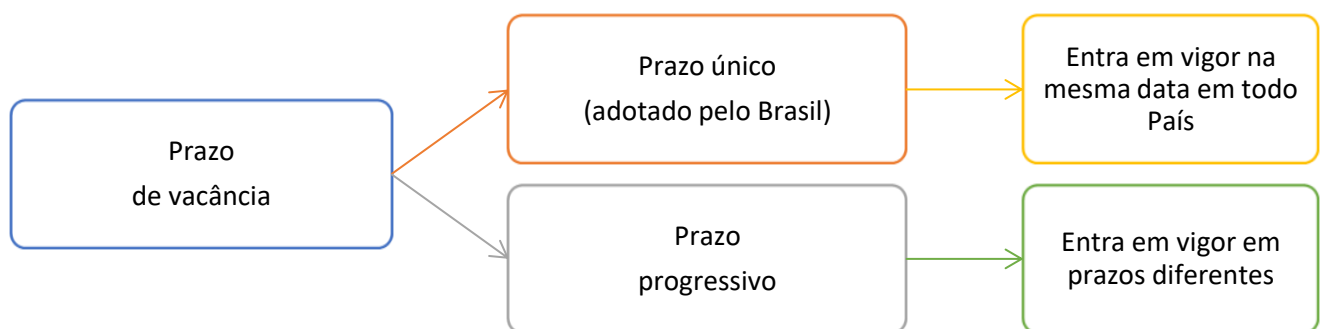 Prazo
de vacância
Prazo único
(adotado pelo Brasil)
Entra em vigor na
mesma data em todo
País
Prazo
progressivo
Entra em vigor em
prazos diferentes